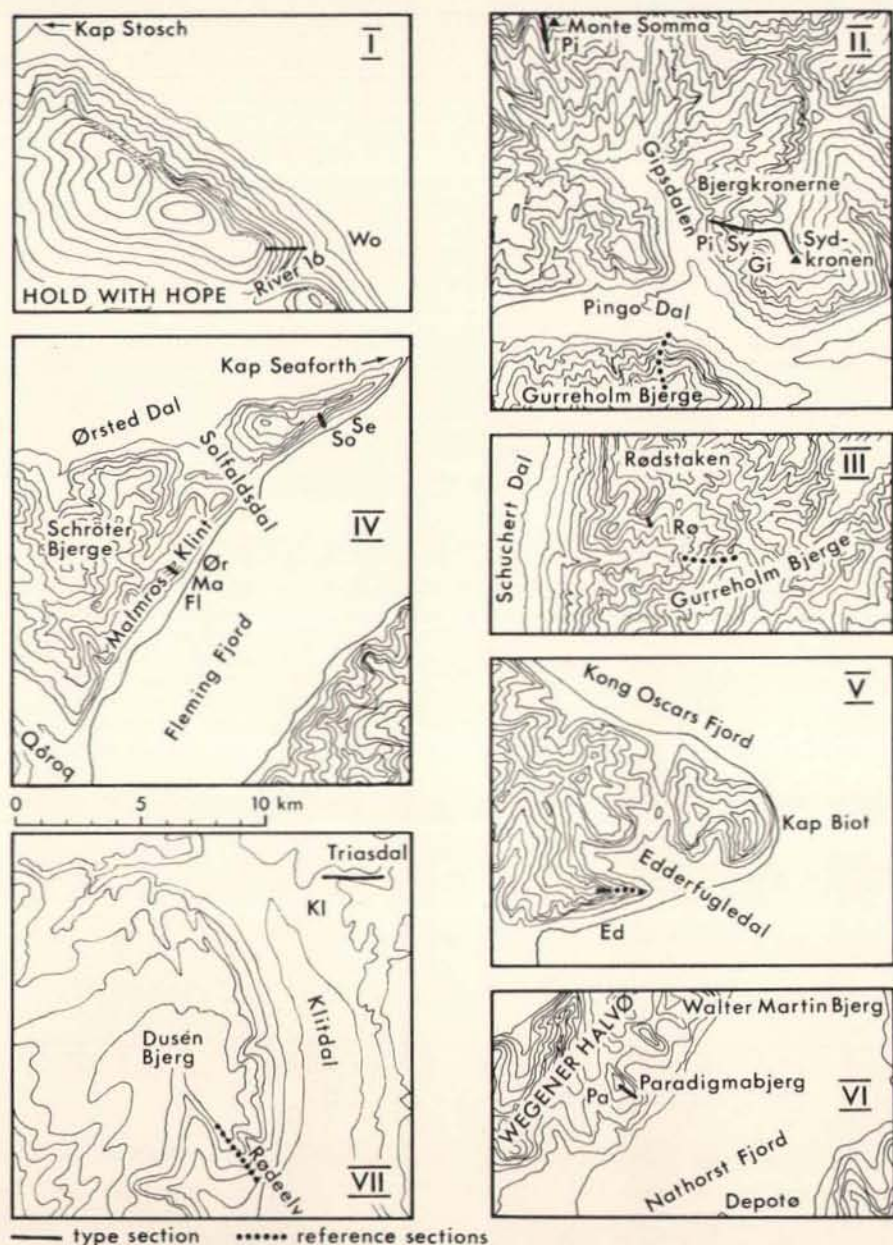 Kap Stosch
I
Wo
River 16
HOLD WITH HOPE
Monte Somma
Pi
II
Gipsdalen
Bjergkronerne
Pi Sy
Gi
Syd-
kronen
Pingo Dal
Gurreholm Bjerge
Rødstaken
III
Schuchert Dal
Rø
Gurreholm Bjerge
Kap Seaforth
Ørsted Dal
So Se
Solfaldsdal
IV
Schröter
Bjerge
Malmros Klint
Ør
Ma
Fl
Fleming Fjord
Qôroq
V
Kong Oscars Fjord
Kap Biot
Edderfugledal
Ed
0 5 10 km
Triasdal
Kl
Klitdal
Dusén
Bjerg
Rødeelv
VII
Walter Martin Bjerg
WEGENER HALVØ
Pa
Paradigmabjerg
VI
Nathorst Fjord
Depotø
type section
reference sections